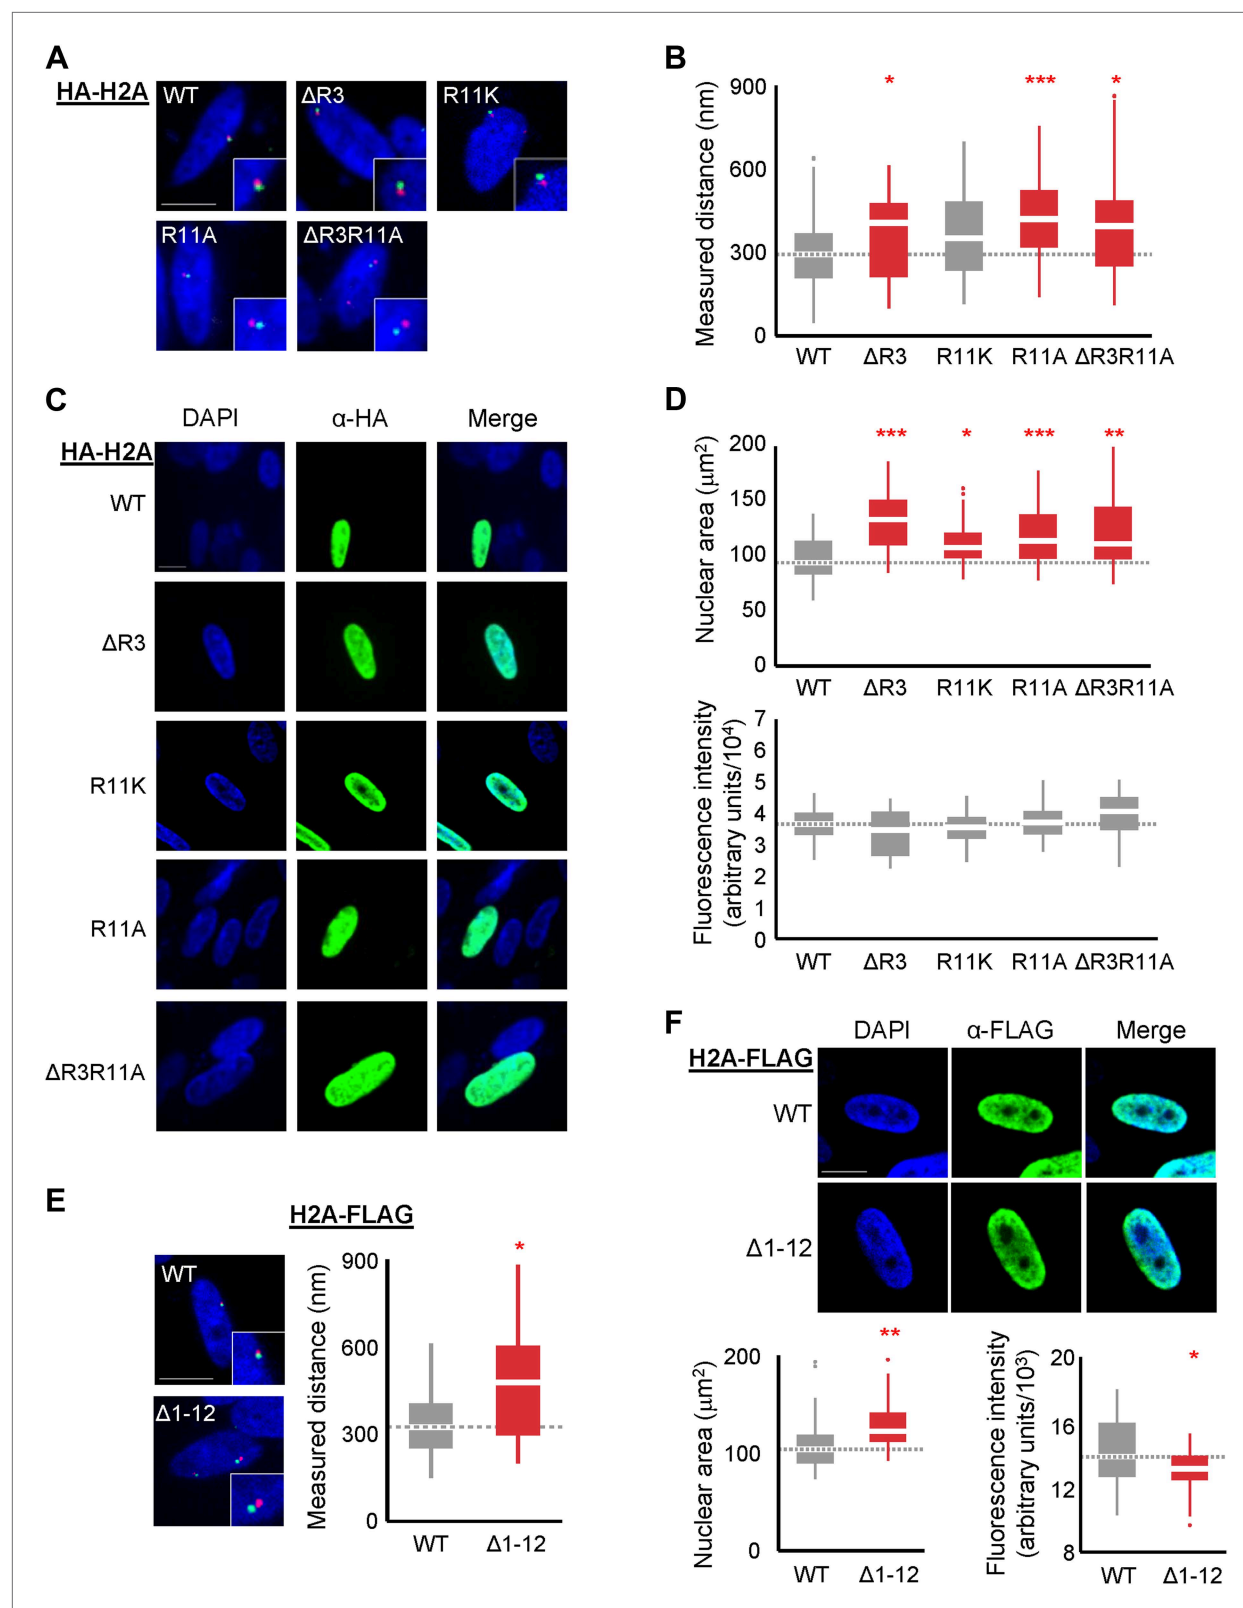 A
HA-H2A
WT
ΔR3
R11K
R11A
ΔR3R11A
B
Measured distance (nm)
900
600
300
0
*
***
*
WT
ΔR3
R11K
R11A
ΔR3R11A
C
DAPI
α-HA
Merge
HA-H2A
WT
ΔR3
R11K
R11A
ΔR3R11A
D
Nuclear area (μm²)
200
150
100
50
0
***
*
***
**
WT
ΔR3
R11K
R11A
ΔR3R11A
Fluorescence intensity
(arbitrary units/10⁴)
7
6
5
4
3
2
1
0
WT
ΔR3
R11K
R11A
ΔR3R11A
E
H2A-FLAG
WT
Δ1-12
Measured distance (nm)
900
600
300
0
*
WT
Δ1-12
F
DAPI
α-FLAG
Merge
H2A-FLAG
WT
Δ1-12
Nuclear area (μm²)
200
100
0
**
WT
Δ1-12
Fluorescence intensity
(arbitrary units/10³)
20
16
12
8
*
WT
Δ1-12